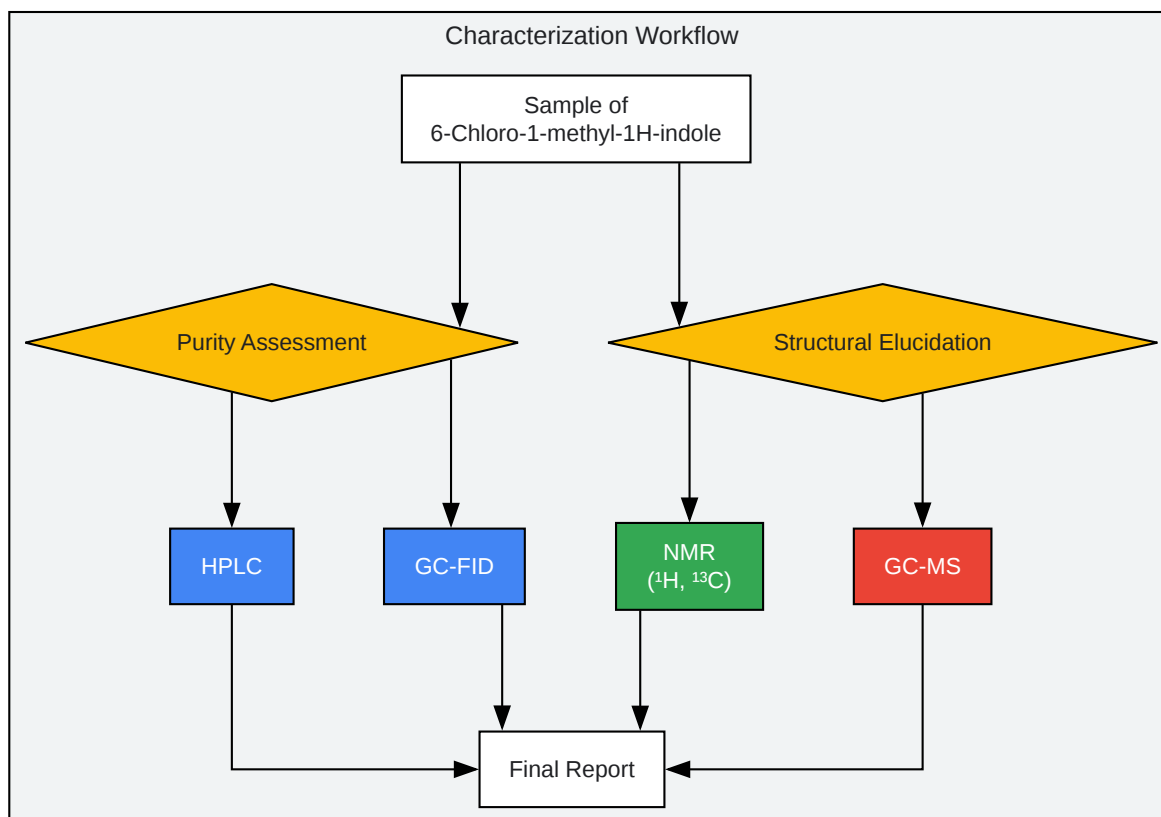 Characterization Workflow
Sample of
6-Chloro-1-methyl-1H-indole
Purity Assessment
Structural Elucidation
HPLC
GC-FID
NMR
(¹H, ¹³C)
GC-MS
Final Report